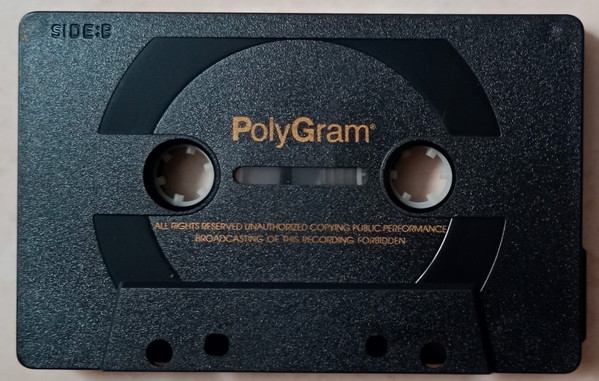 SIDE:B
PolyGram®
ALL RIGHTS RESERVED UNAUTHORIZED COPYING PUBLIC PERFORMANCE
BROADCASTING OF THIS RECORDING FORBIDDEN